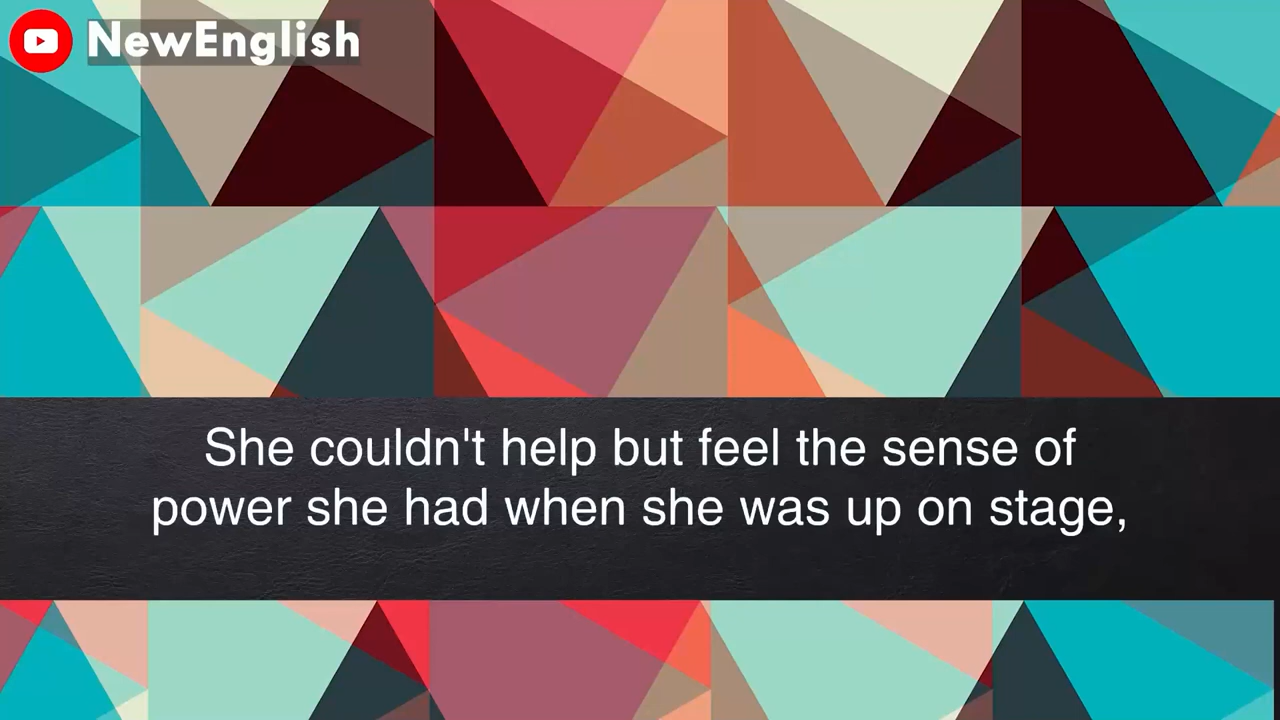 NewEnglish
She couldn't help but feel the sense of
power she had when she was up on stage,